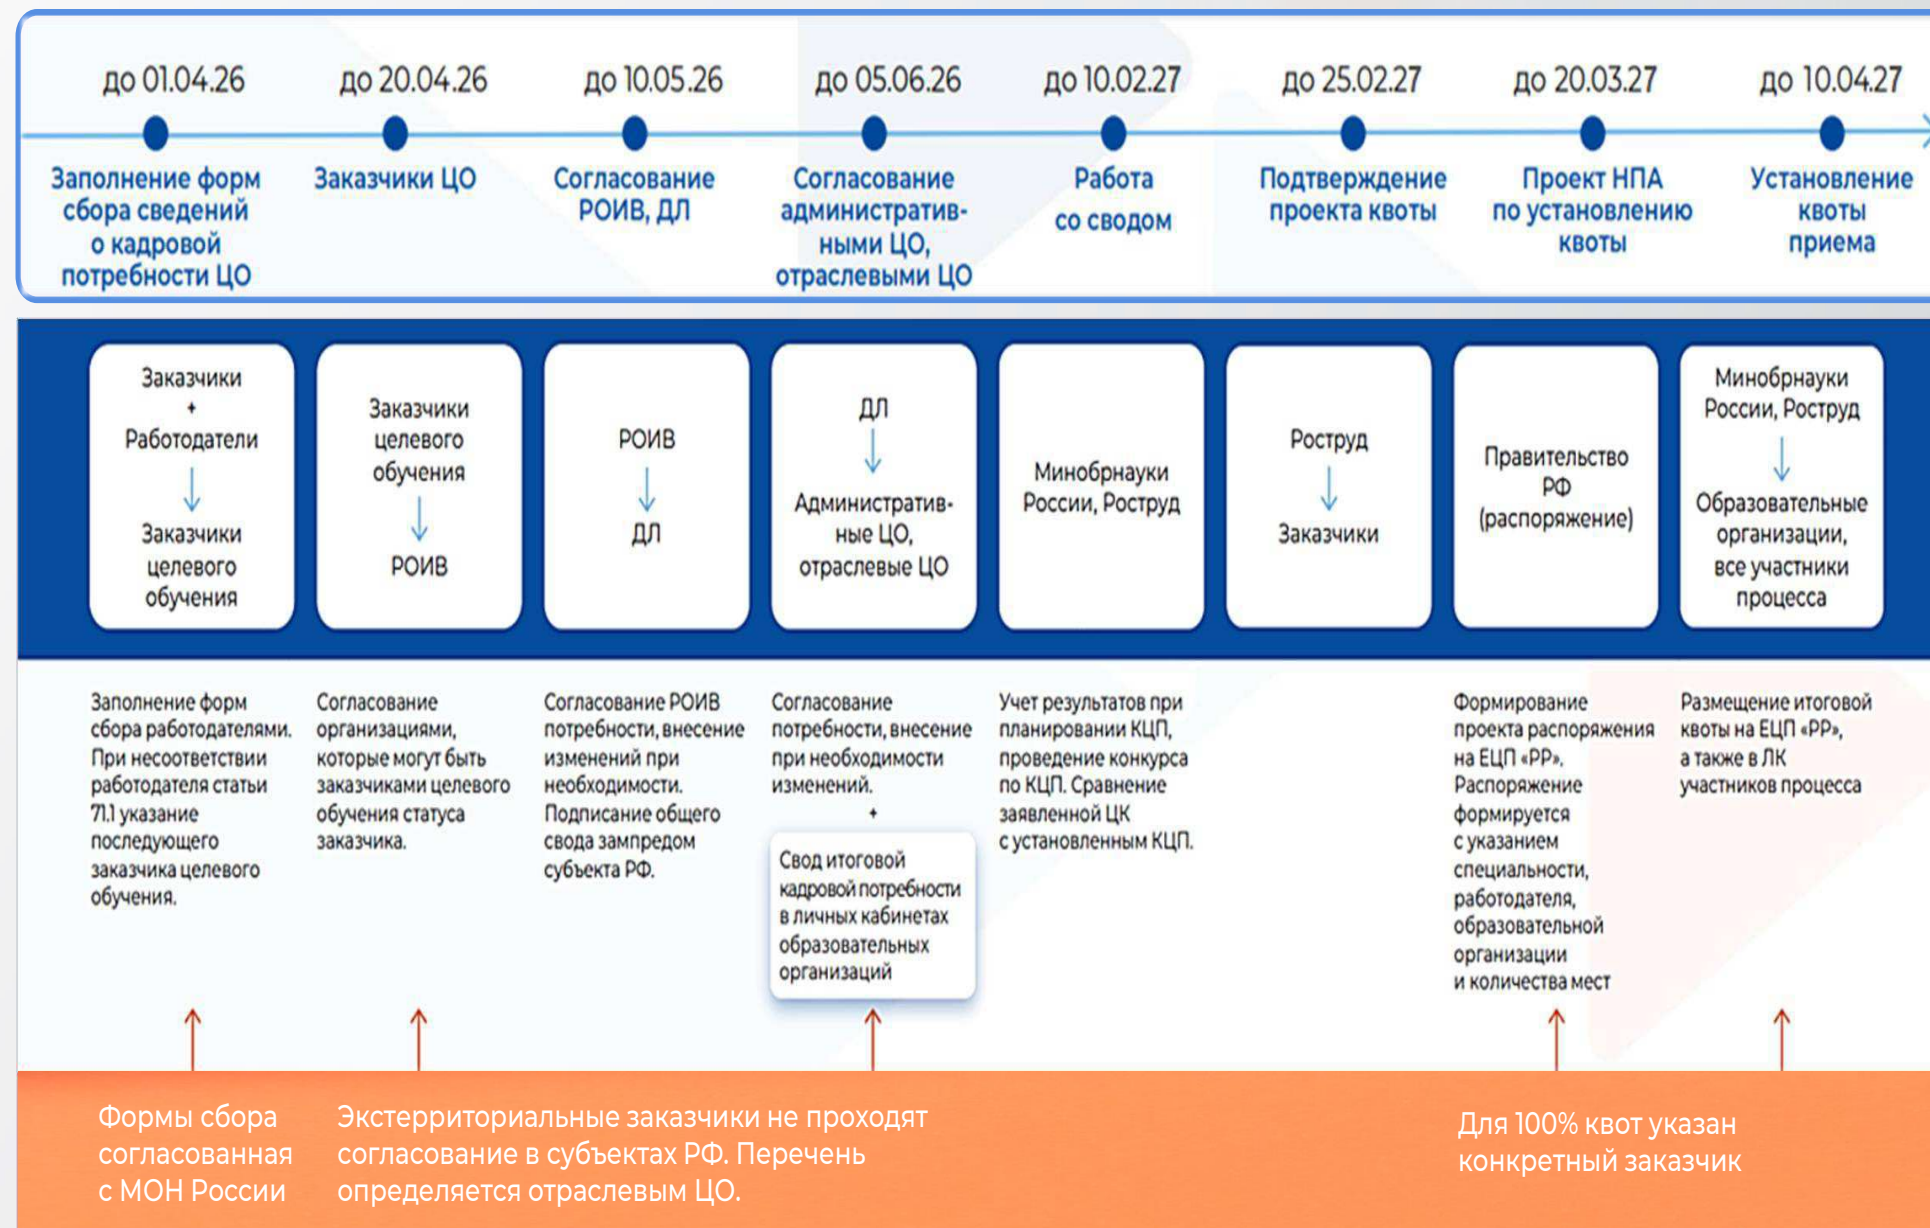 до 01.04.26
до 20.04.26
до 10.05.26
до 05.06.26
до 10.02.27
до 25.02.27
до 20.03.27
до 10.04.27
Заполнение форм
сбора сведений
о кадровой
потребности ЦО
Заказчики ЦО
Согласование
РОИВ, ДЛ
Согласование
административ-
ными ЦО,
отраслевыми ЦО
Работа
со сводом
Подтверждение
проекта квоты
Проект НПА
по установлению
квоты
Установление
квоты
приема
Заказчики
+
Работодатели
Заказчики
целевого
обучения
Заказчики
целевого
обучения
РОИВ
РОИВ
ДЛ
ДЛ
Административ-
ные ЦО,
отраслевые ЦО
Минобрнауки
России, Роструд
Роструд
Заказчики
Правительство
РФ
(распоряжение)
Минобрнауки
России, Роструд
Образовательные
организации,
все участники
процесса
Заполнение форм
сбора работодателями.
При несоответствии
работодателя статьи
71.1 указание
последующего
заказчика целевого
обучения.
Согласование
организациями,
которые могут быть
заказчиками целевого
обучения статуса
заказчика.
Согласование РОИВ
потребности, внесение
изменений при
необходимости.
Подписание общего
свода зампредом
субъекта РФ.
Согласование
потребности, внесение
при необходимости
изменений.
+
Свод итоговой
кадровой потребности
в личных кабинетах
образовательных
организаций
Учет результатов при
планировании КЦП,
проведение конкурса
по КЦП. Сравнение
заявленной ЦК
с установленным КЦП.
Формирование
проекта распоряжения
на ЕЦП «РР».
Распоряжение
формируется
с указанием
специальности,
работодателя,
образовательной
организации
и количества мест
Размещение итоговой
квоты на ЕЦП «РР»,
а также в ЛК
участников процесса
Формы сбора
согласованная
с МОН России
Экстерриториальные заказчики не проходят
согласование в субъектах РФ. Перечень
определяется отраслевым ЦО.
Для 100% квот указан
конкретный заказчик